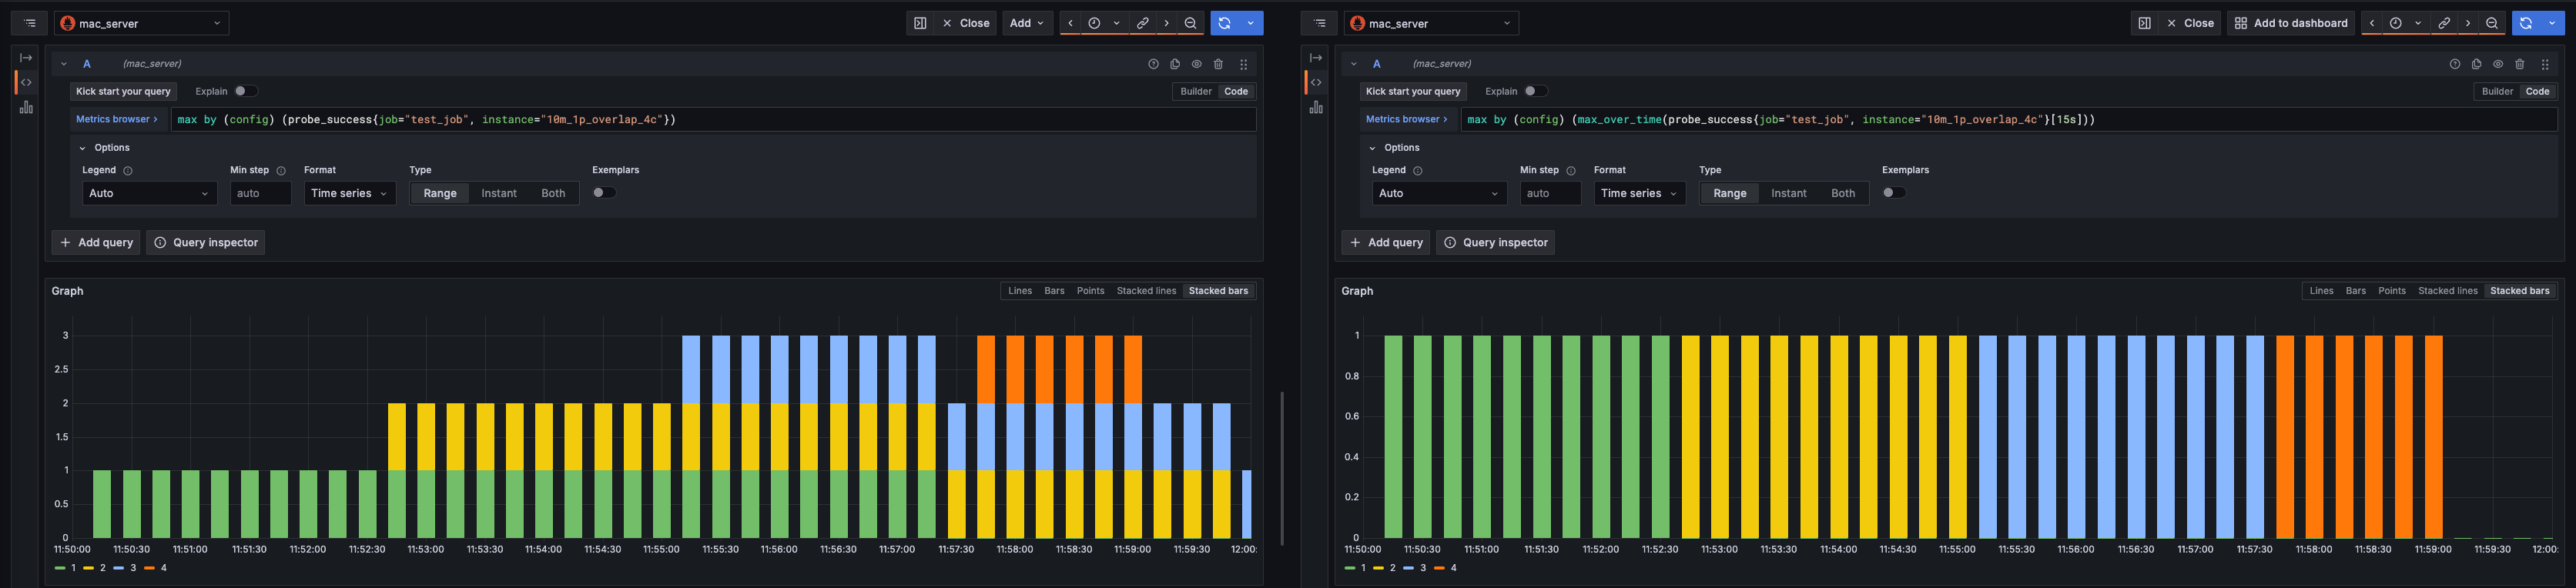 mac_server
Close
Add
A (mac_server)
Kick start your query Explain Builder Code
Metrics browser > max by (config) (probe_success{job="test_job", instance="10m_1p_overlap_4c"})
Options
Legend Min step Format Type Exemplars
Auto auto Time series Range Instant Both
+ Add query Query inspector
Graph Lines Bars Points Stacked lines Stacked bars
3
2.5
2
1.5
1
0.5
0
11:50:00 11:50:30 11:51:00 11:51:30 11:52:00 11:52:30 11:53:00 11:53:30 11:54:00 11:54:30 11:55:00 11:55:30 11:56:00 11:56:30 11:57:00 11:57:30 11:58:00 11:58:30 11:59:00 11:59:30 12:00:
1 2 3 4
mac_server
Close
Add to dashboard
A (mac_server)
Kick start your query Explain Builder Code
Metrics browser > max by (config) (max_over_time(probe_success{job="test_job", instance="10m_1p_overlap_4c"}[15s]))
Options
Legend Min step Format Type Exemplars
Auto auto Time series Range Instant Both
+ Add query Query inspector
Graph Lines Bars Points Stacked lines Stacked bars
1
0.8
0.6
0.4
0.2
0
11:50:00 11:50:30 11:51:00 11:51:30 11:52:00 11:52:30 11:53:00 11:53:30 11:54:00 11:54:30 11:55:00 11:55:30 11:56:00 11:56:30 11:57:00 11:57:30 11:58:00 11:58:30 11:59:00 11:59:30 12:00:
1 2 3 4